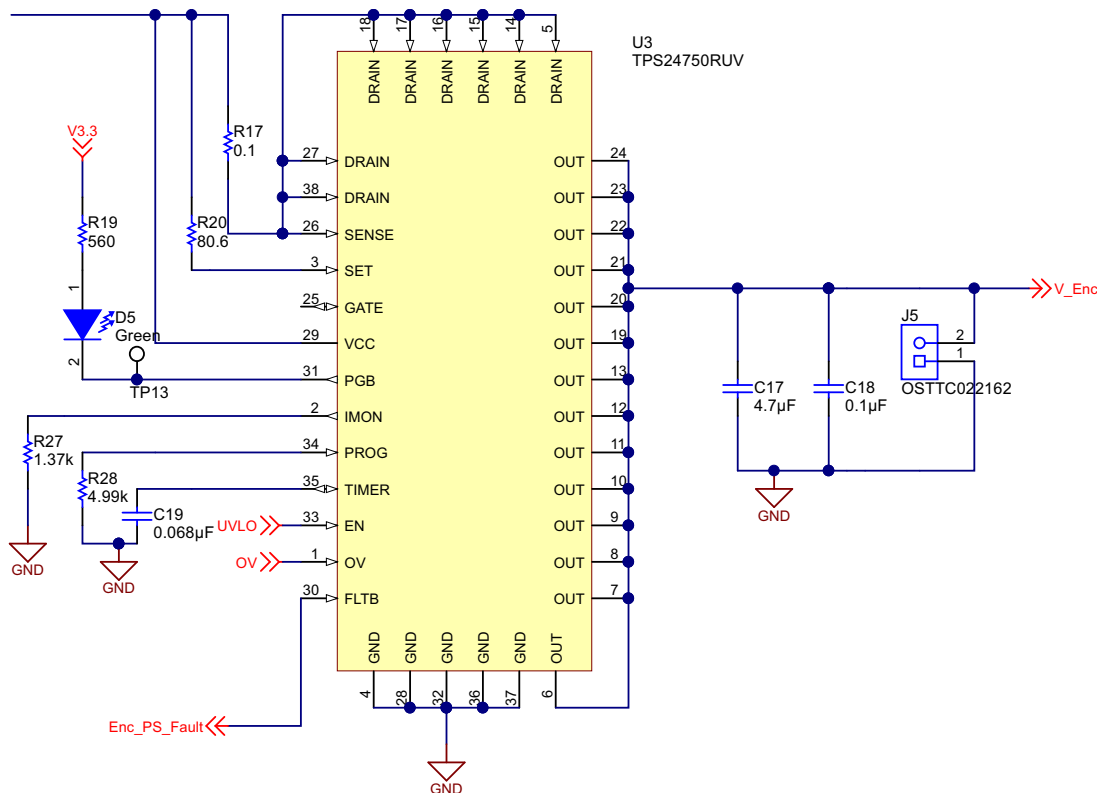 18
17
16
15
14
5
U3
TPS24750RUV
DRAIN
DRAIN
DRAIN
DRAIN
DRAIN
DRAIN
V3.3
R17
0.1
27
DRAIN
OUT
24
38
DRAIN
OUT
23
R19
560
R20
80.6
26
SENSE
OUT
22
3
SET
OUT
21
1
25
GATE
OUT
20
V_Enc
D5
Green
29
VCC
OUT
19
J5
2
1
OSTTC022162
2
TP13
31
PGB
OUT
13
C17
4.7µF
C18
0.1µF
2
IMON
OUT
12
R27
1.37k
34
PROG
OUT
11
R28
4.99k
35
TIMER
OUT
10
C19
0.068µF
GND
UVLO
33
EN
OUT
9
GND
GND
OV
1
OV
OUT
8
30
FLTB
OUT
7
GND
GND
GND
GND
GND
OUT
4
28
32
36
37
6
Enc_PS_Fault
GND